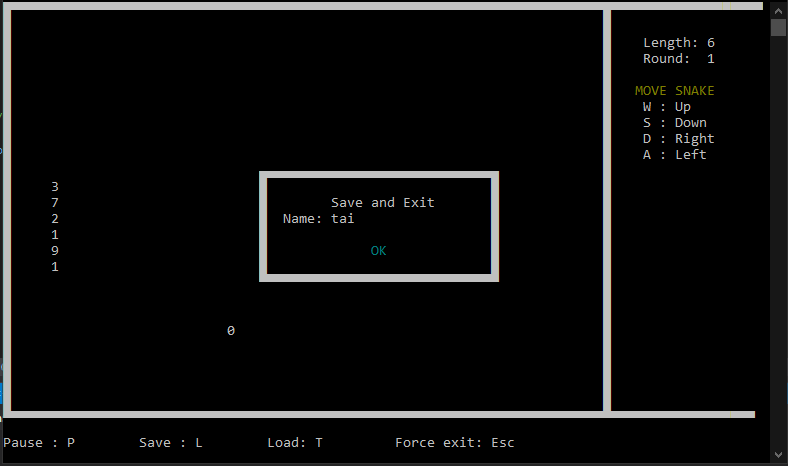 Length: 6
Round: 1
MOVE SNAKE
W : Up
S : Down
D : Right
A : Left
3
7
2
1
9
1
Save and Exit
Name: tai
OK
0
Pause : P Save : L Load: T Force exit: Esc